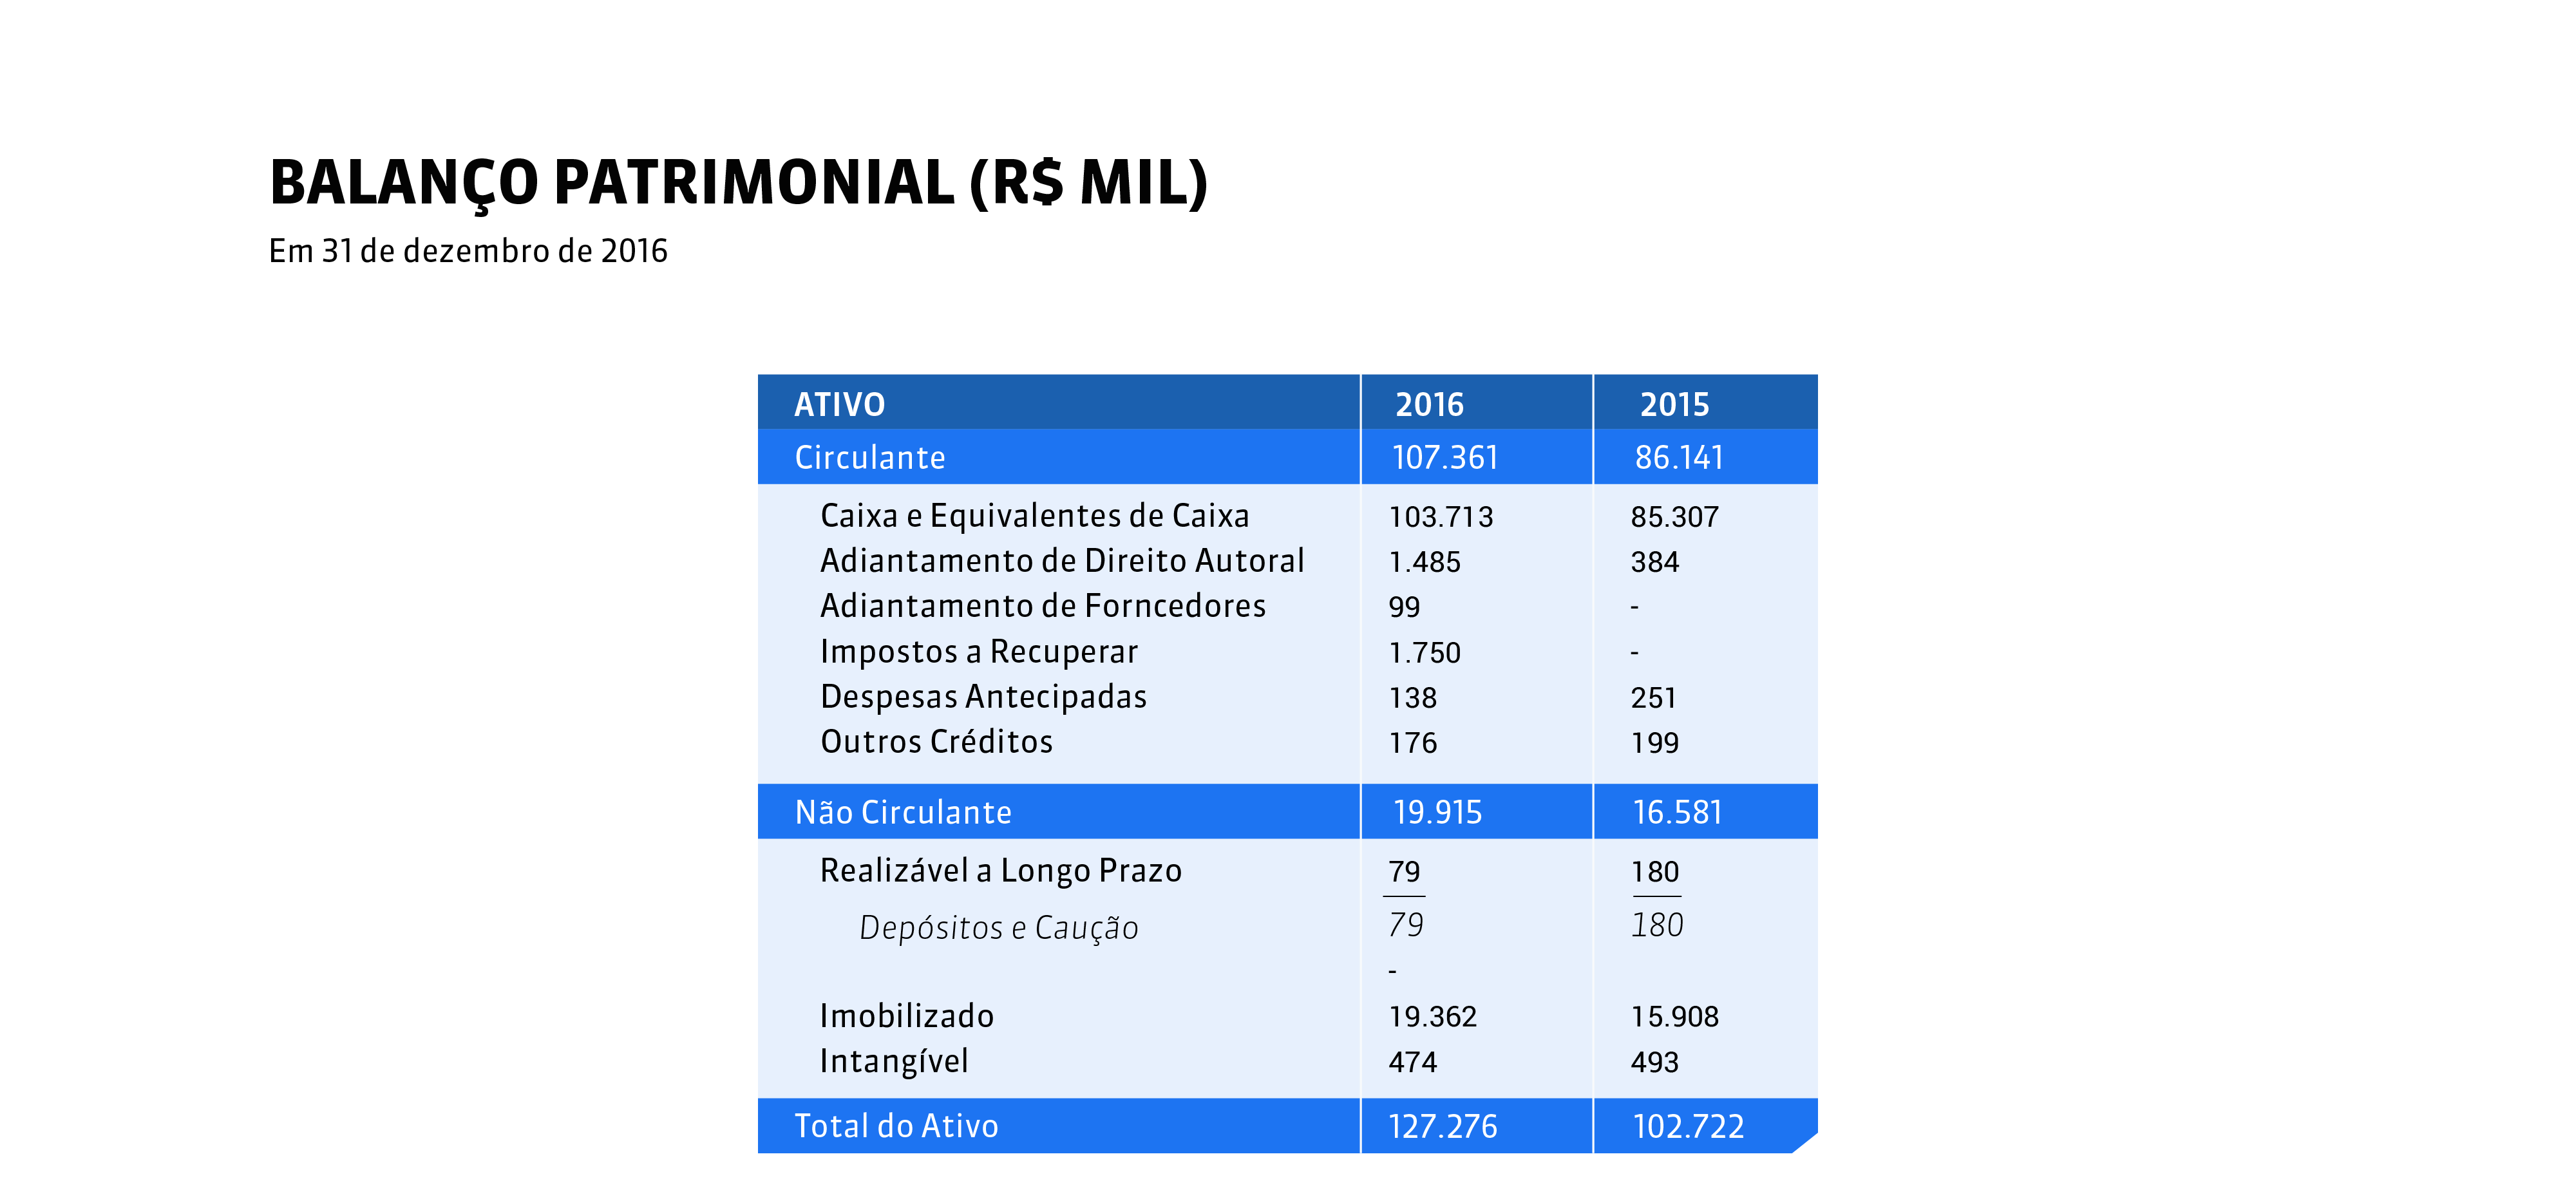 BALANÇO PATRIMONIAL (R$ MIL)
Em 31 de dezembro de 2016
ATIVO 2016 2015
Circulante 107.361 86.141
Caixa e Equivalentes de Caixa 103.713 85.307
Adiantamento de Direito Autoral 1.485 384
Adiantamento de Forncedores 99 -
Impostos a Recuperar 1.750 -
Despesas Antecipadas 138 251
Outros Créditos 176 199
Não Circulante 19.915 16.581
Realizável a Longo Prazo 79 180
Depósitos e Caução 79 180
-
Imobilizado 19.362 15.908
Intangível 474 493
Total do Ativo 127.276 102.722